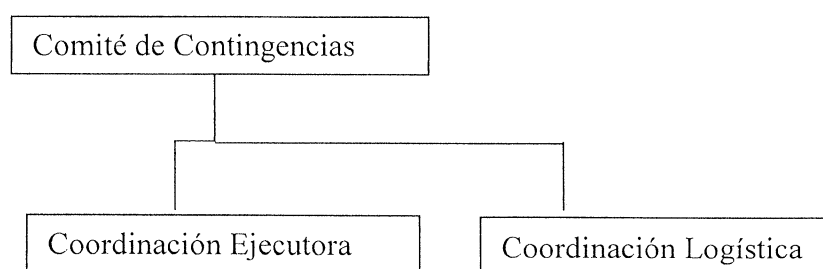 Comité de Contingencias
Coordinación Ejecutora
Coordinación Logística